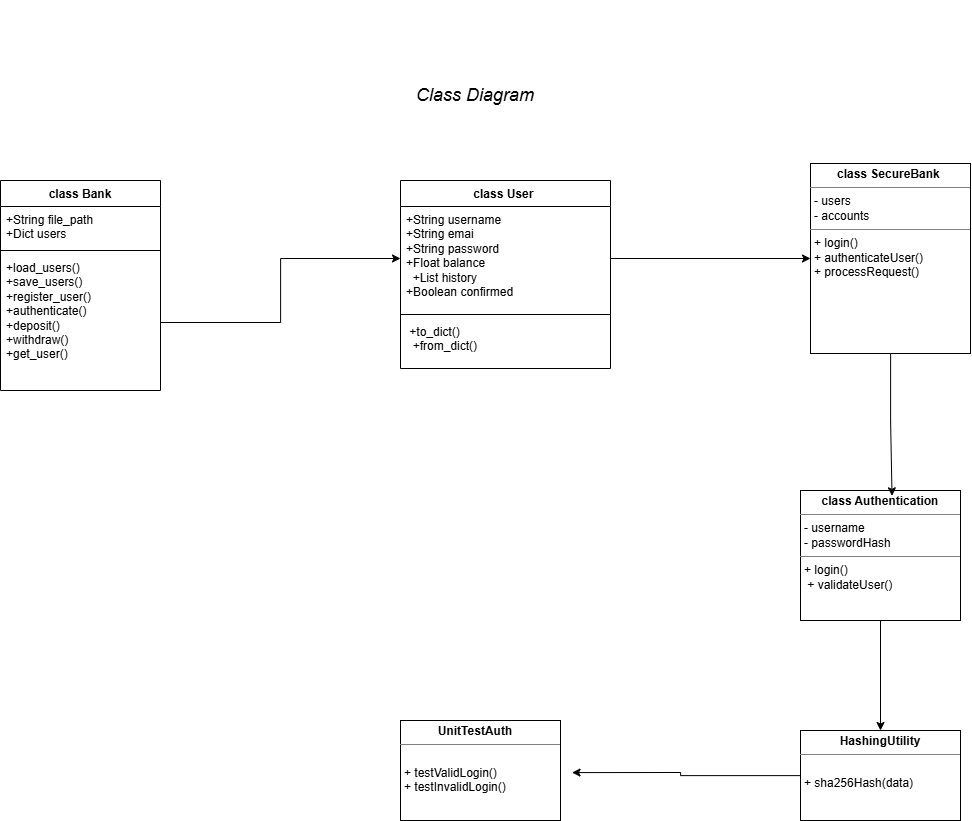 Class Diagram
class Bank
+String file_path
+Dict users
+load_users()
+save_users()
+register_user()
+authenticate()
+deposit()
+withdraw()
+get_user()
class User
+String username
+String emai
+String password
+Float balance
+List history
+Boolean confirmed
+to_dict()
+from_dict()
class SecureBank
- users
- accounts
+ login()
+ authenticateUser()
+ processRequest()
class Authentication
- username
- passwordHash
+ login()
+ validateUser()
UnitTestAuth
+ testValidLogin()
+ testInvalidLogin()
HashingUtility
+ sha256Hash(data)